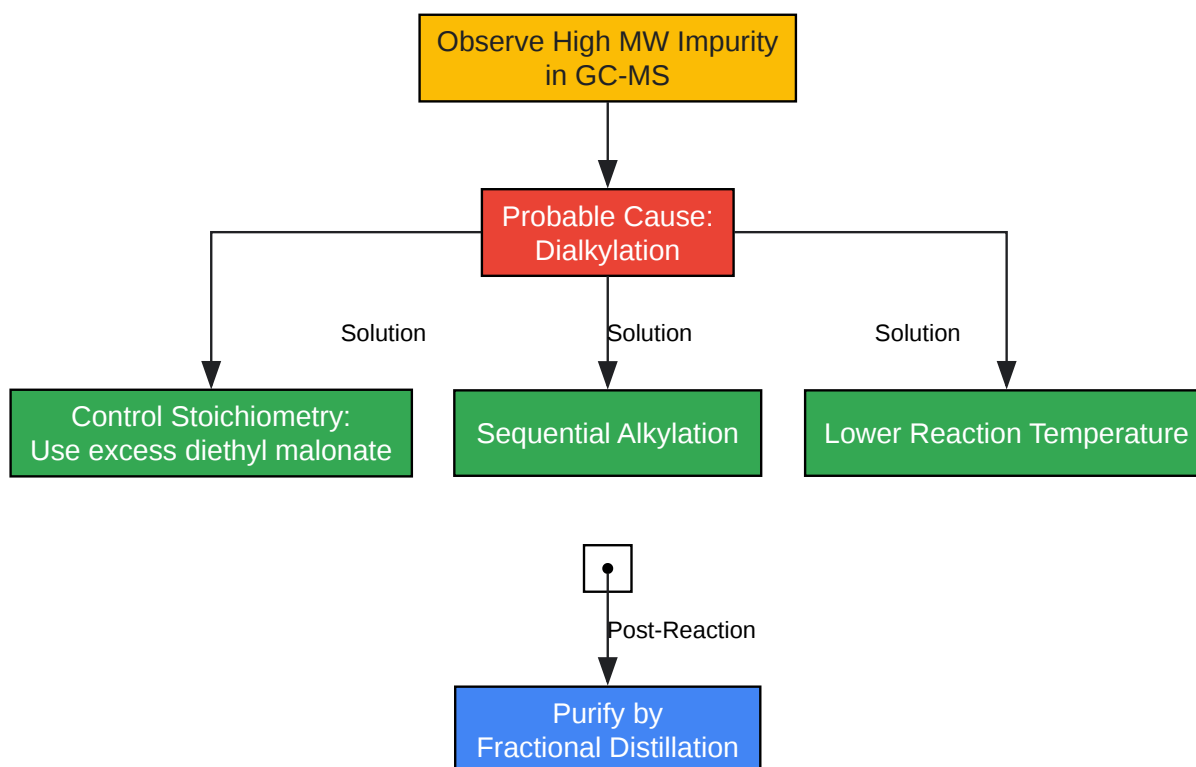 Observe High MW Impurity
in GC-MS
Probable Cause:
Dialkylation
Solution
Solution
Solution
Control Stoichiometry:
Use excess diethyl malonate
Sequential Alkylation
Lower Reaction Temperature
Post-Reaction
Purify by
Fractional Distillation